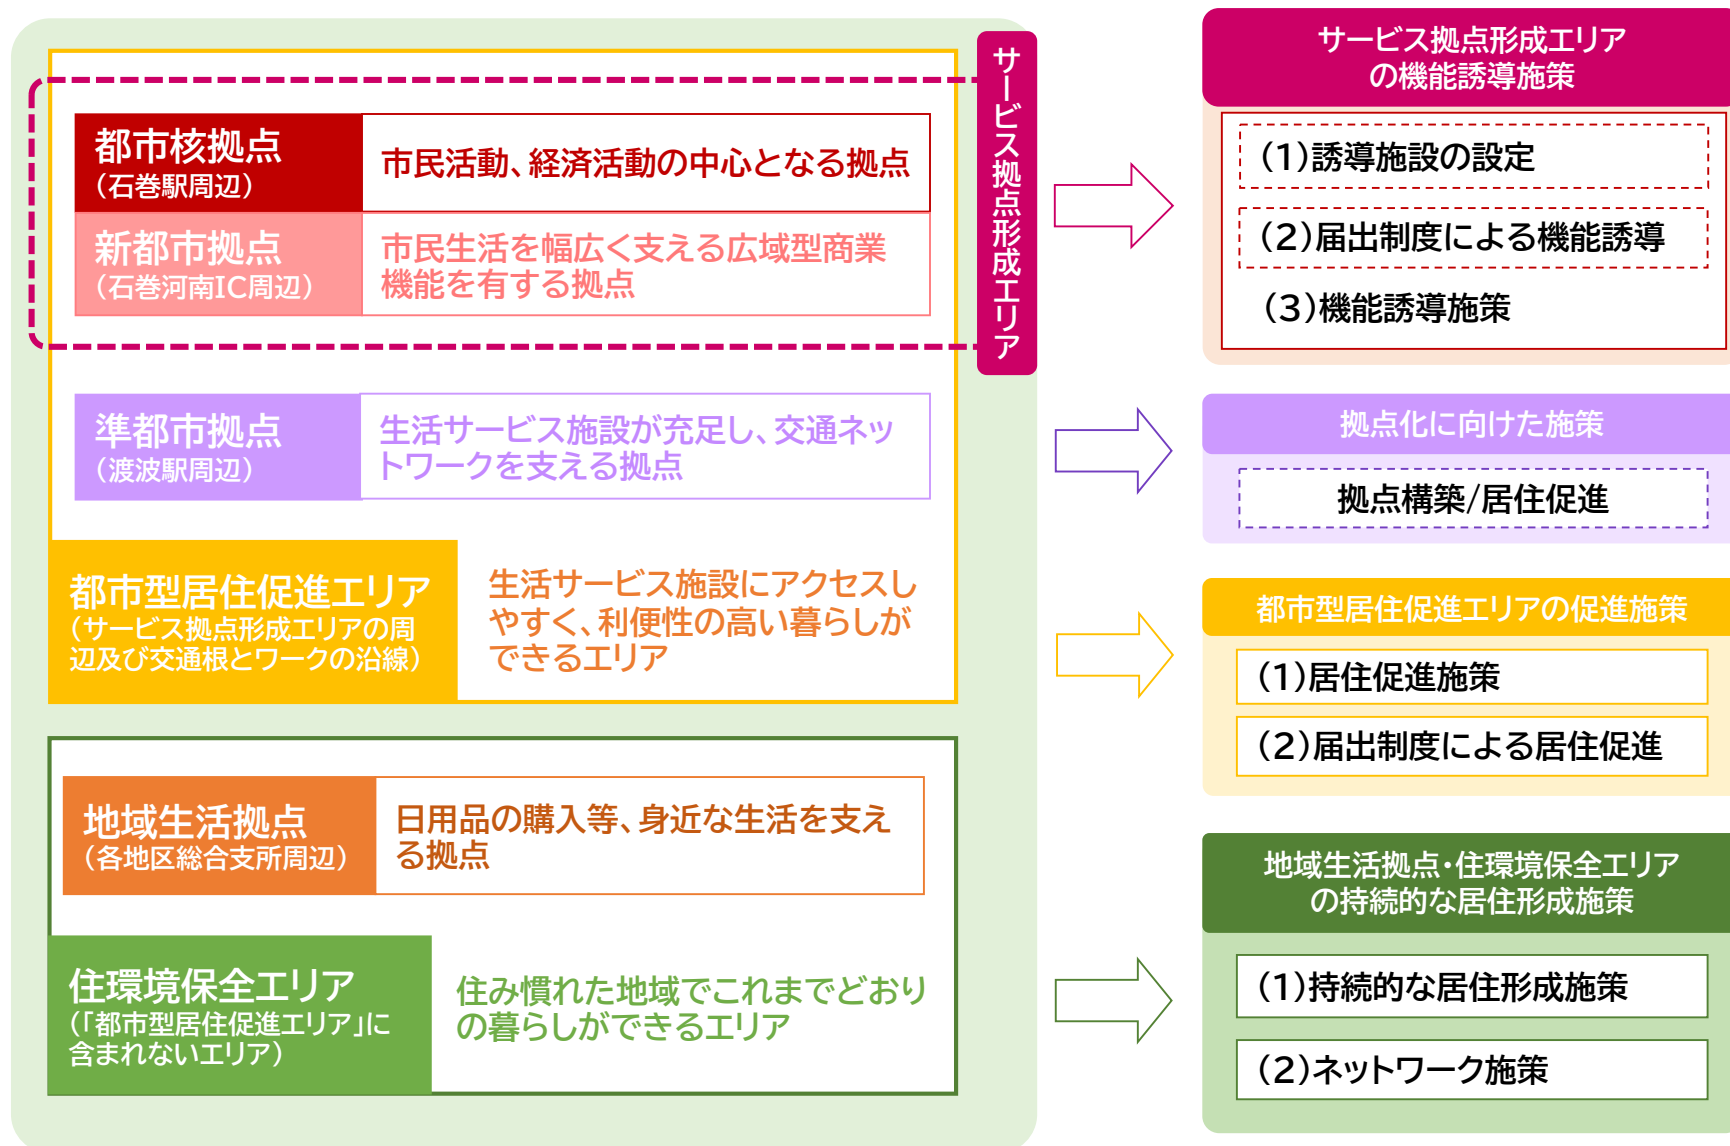 サービス拠点形成エリア
都市核拠点
（石巻駅周辺）
市民活動、経済活動の中心となる拠点
新都市拠点
（石巻河南IC周辺）
市民生活を幅広く支える広域型商業
機能を有する拠点
準都市拠点
（渡波駅周辺）
生活サービス施設が充足し、交通ネッ
トワークを支える拠点
都市型居住促進エリア
（サービス拠点形成エリアの周
辺及び交通根とワークの沿線）
生活サービス施設にアクセスし
やすく、利便性の高い暮らしが
できるエリア
地域生活拠点
（各地区総合支所周辺）
日用品の購入等、身近な生活を支え
る拠点
住環境保全エリア
（「都市型居住促進エリア」に
含まれないエリア）
住み慣れた地域でこれまでどおり
の暮らしができるエリア
サービス拠点形成エリア
の機能誘導施策
（1）誘導施設の設定
（2）届出制度による機能誘導
（3）機能誘導施策
拠点化に向けた施策
拠点構築/居住促進
都市型居住促進エリアの促進施策
（1）居住促進施策
（2）届出制度による居住促進
地域生活拠点・住環境保全エリア
の持続的な居住形成施策
（1）持続的な居住形成施策
（2）ネットワーク施策